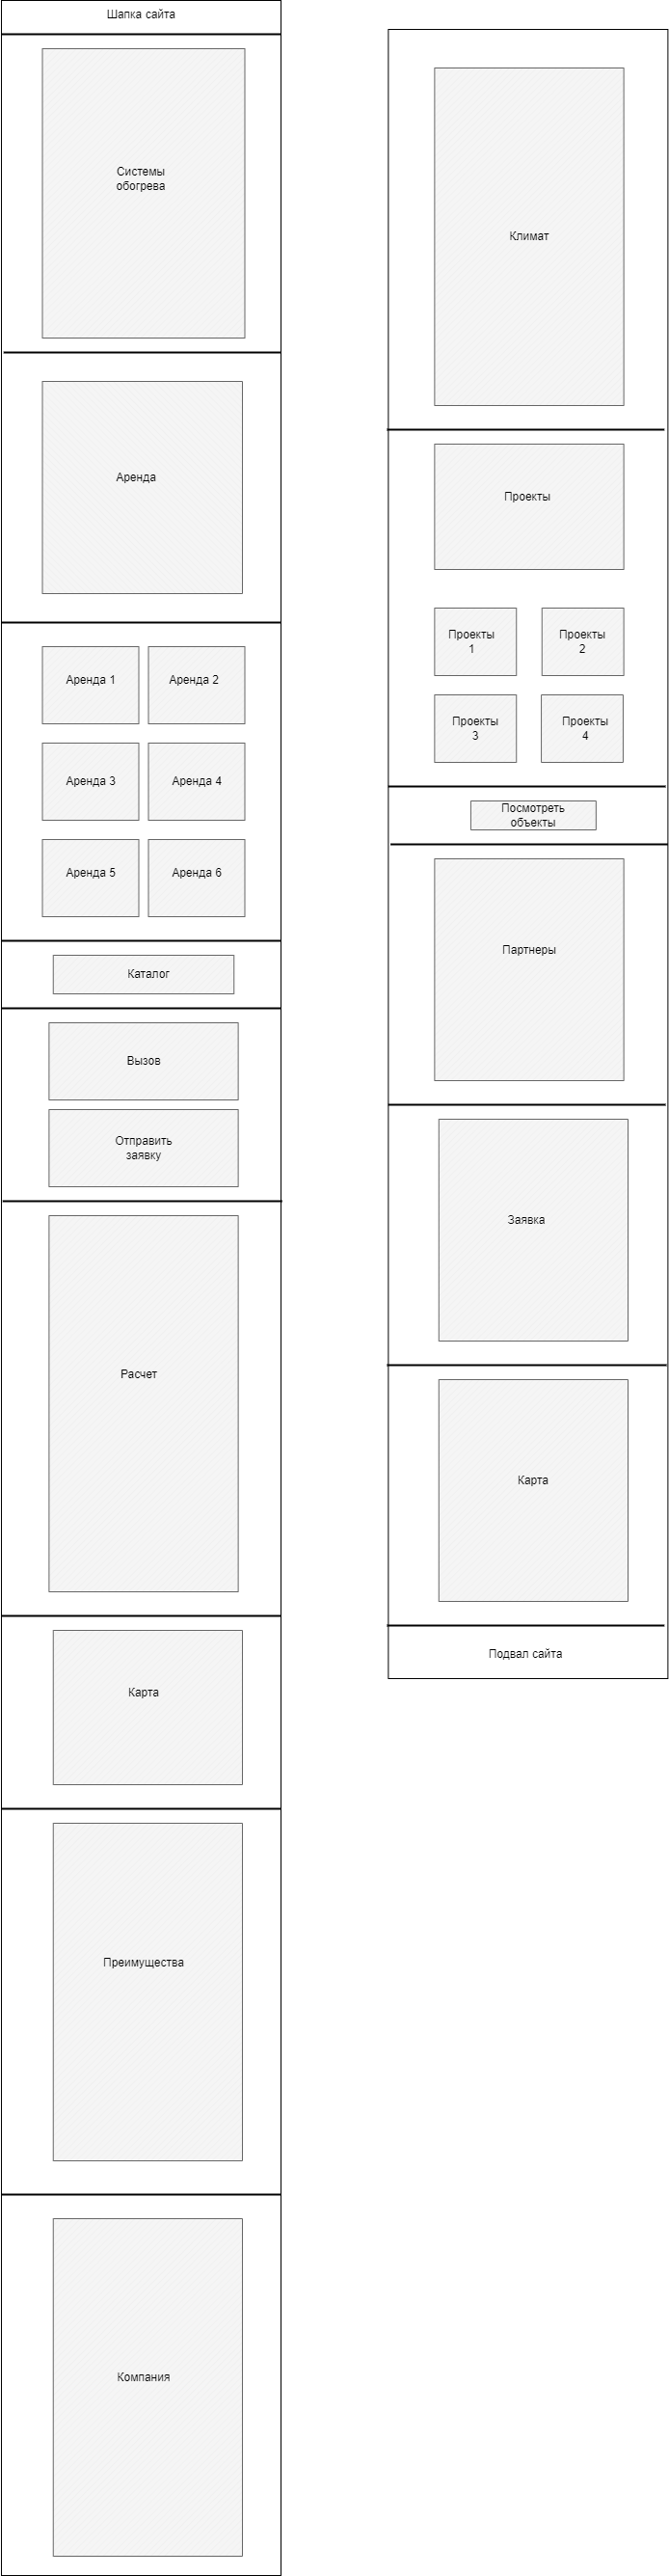 Шапка сайта
Системы
обогрева
Аренда
Аренда 1
Аренда 2
Аренда 3
Аренда 4
Аренда 5
Аренда 6
Каталог
Вызов
Отправить
заявку
Расчет
Карта
Преимущества
Компания
Климат
Проекты
Проекты
1
Проекты
2
Проекты
3
Проекты
4
Посмотреть
объекты
Партнеры
Заявка
Карта
Подвал сайта